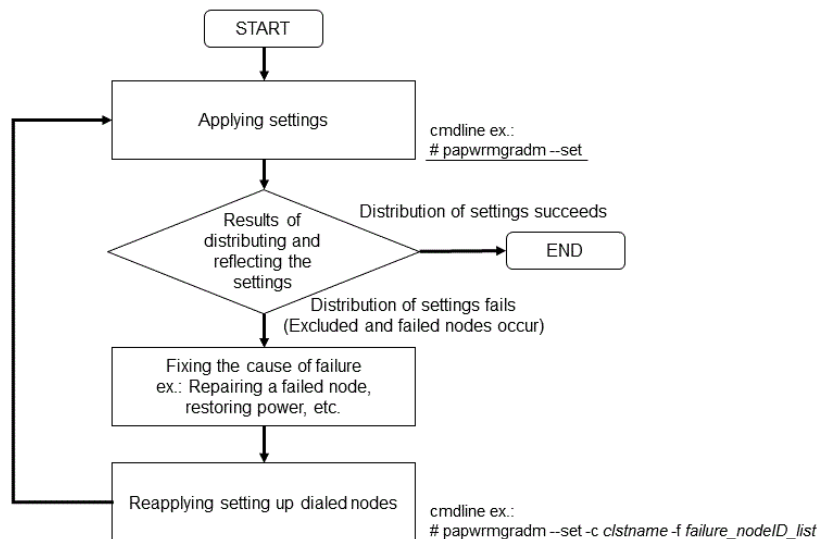 START
Applying settings
cmdline ex.:
# papwrmgradm --set
Results of
distributing and
reflecting the
settings
Distribution of settings succeeds
END
Distribution of settings fails
(Excluded and failed nodes occur)
Fixing the cause of failure
ex.: Repairing a failed node,
restoring power, etc.
Reapplying setting up dialed nodes
cmdline ex.:
# papwrmgradm --set -c clstname -f failure_nodeID_list